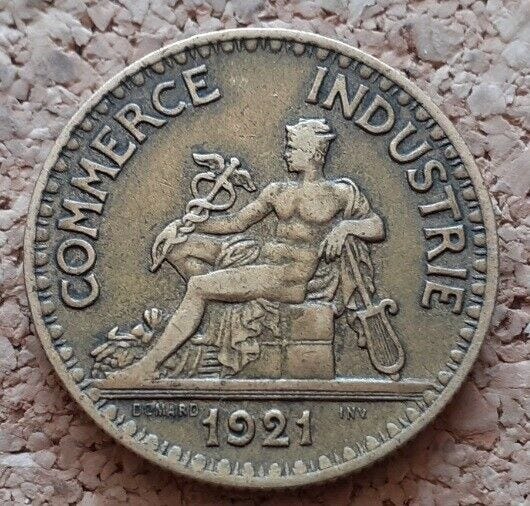 COMMERCE INDUSTRIE
DOMARD INV
1921